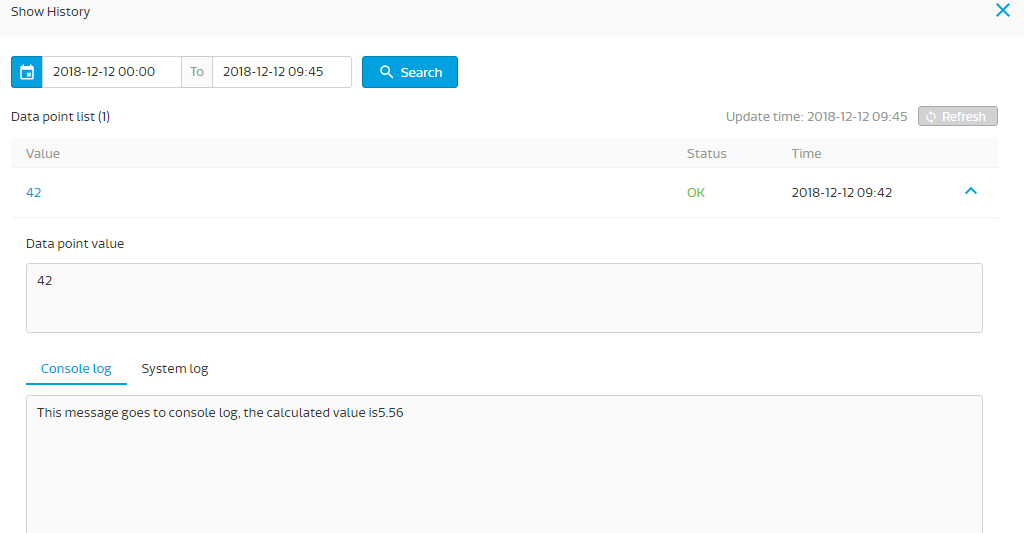 Show History
2018-12-12 00:00 To 2018-12-12 09:45 Search
Data point list (1) Update time: 2018-12-12 09:45 Refresh
Value Status Time
42 OK 2018-12-12 09:42
Data point value
42
Console log System log
This message goes to console log, the calculated value is5.56